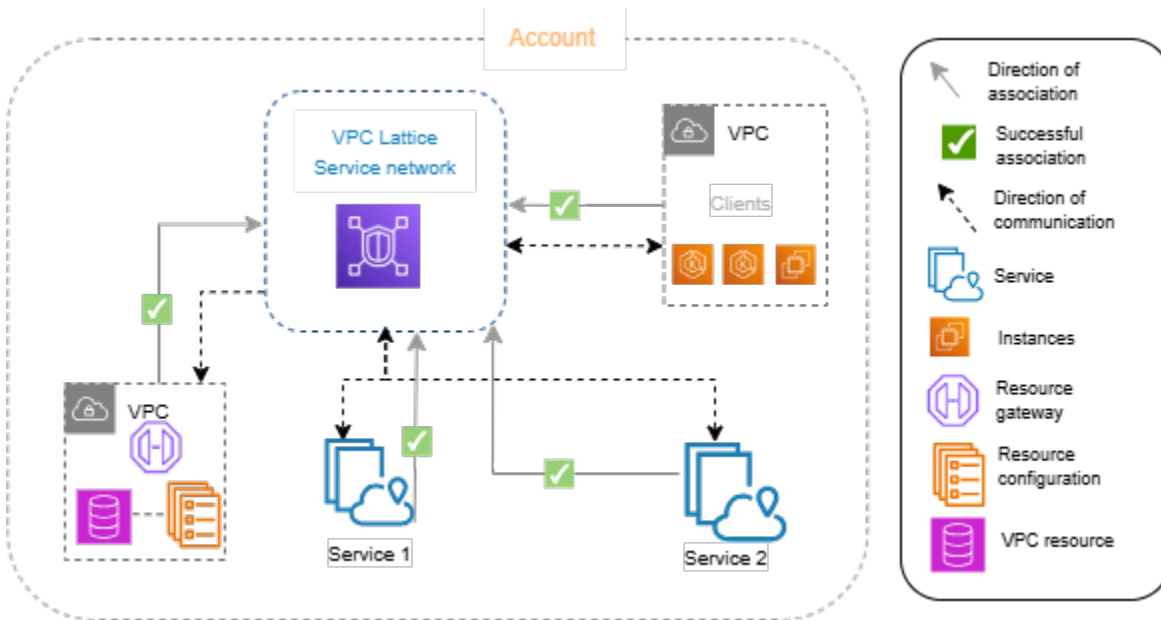 Account
VPC Lattice
Service network
VPC
Clients
VPC
Service 1
Service 2
Direction of
association
Successful
association
Direction of
communication
Service
Instances
Resource
gateway
Resource
configuration
VPC resource